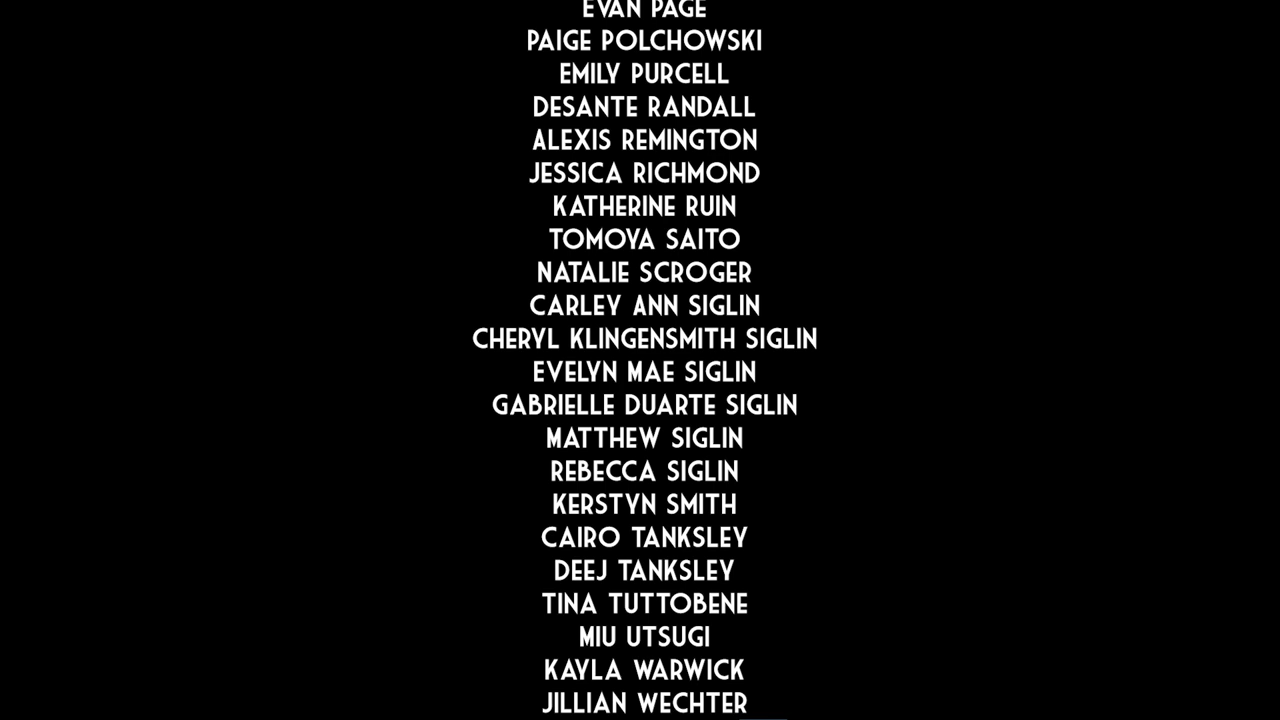 EVAN PAGE
PAIGE POLCHOWSKI
EMILY PURCELL
DESANTE RANDALL
ALEXIS REMINGTON
JESSICA RICHMOND
KATHERINE RUIN
TOMOYA SAITO
NATALIE SCROGER
CARLEY ANN SIGLIN
CHERYL KLINGENSMITH SIGLIN
EVELYN MAE SIGLIN
GABRIELLE DUARTE SIGLIN
MATTHEW SIGLIN
REBECCA SIGLIN
KERSTYN SMITH
CAIRO TANKSLEY
DEEJ TANKSLEY
TINA TUTTOBENE
MIU UTSUGI
KAYLA WARWICK
JILLIAN WECHTER